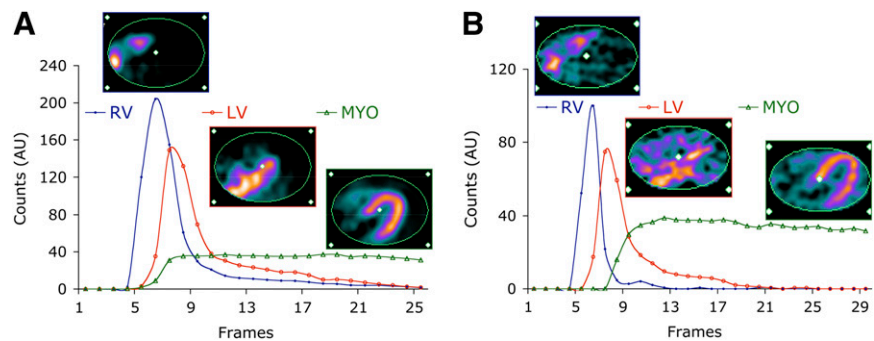 A
Counts (AU)
240
200
160
120
80
40
0
RV LV MYO
1 5 9 13 17 21 25
Frames
B
Counts (AU)
120
80
40
0
RV LV MYO
1 5 9 13 17 21 25 29
Frames